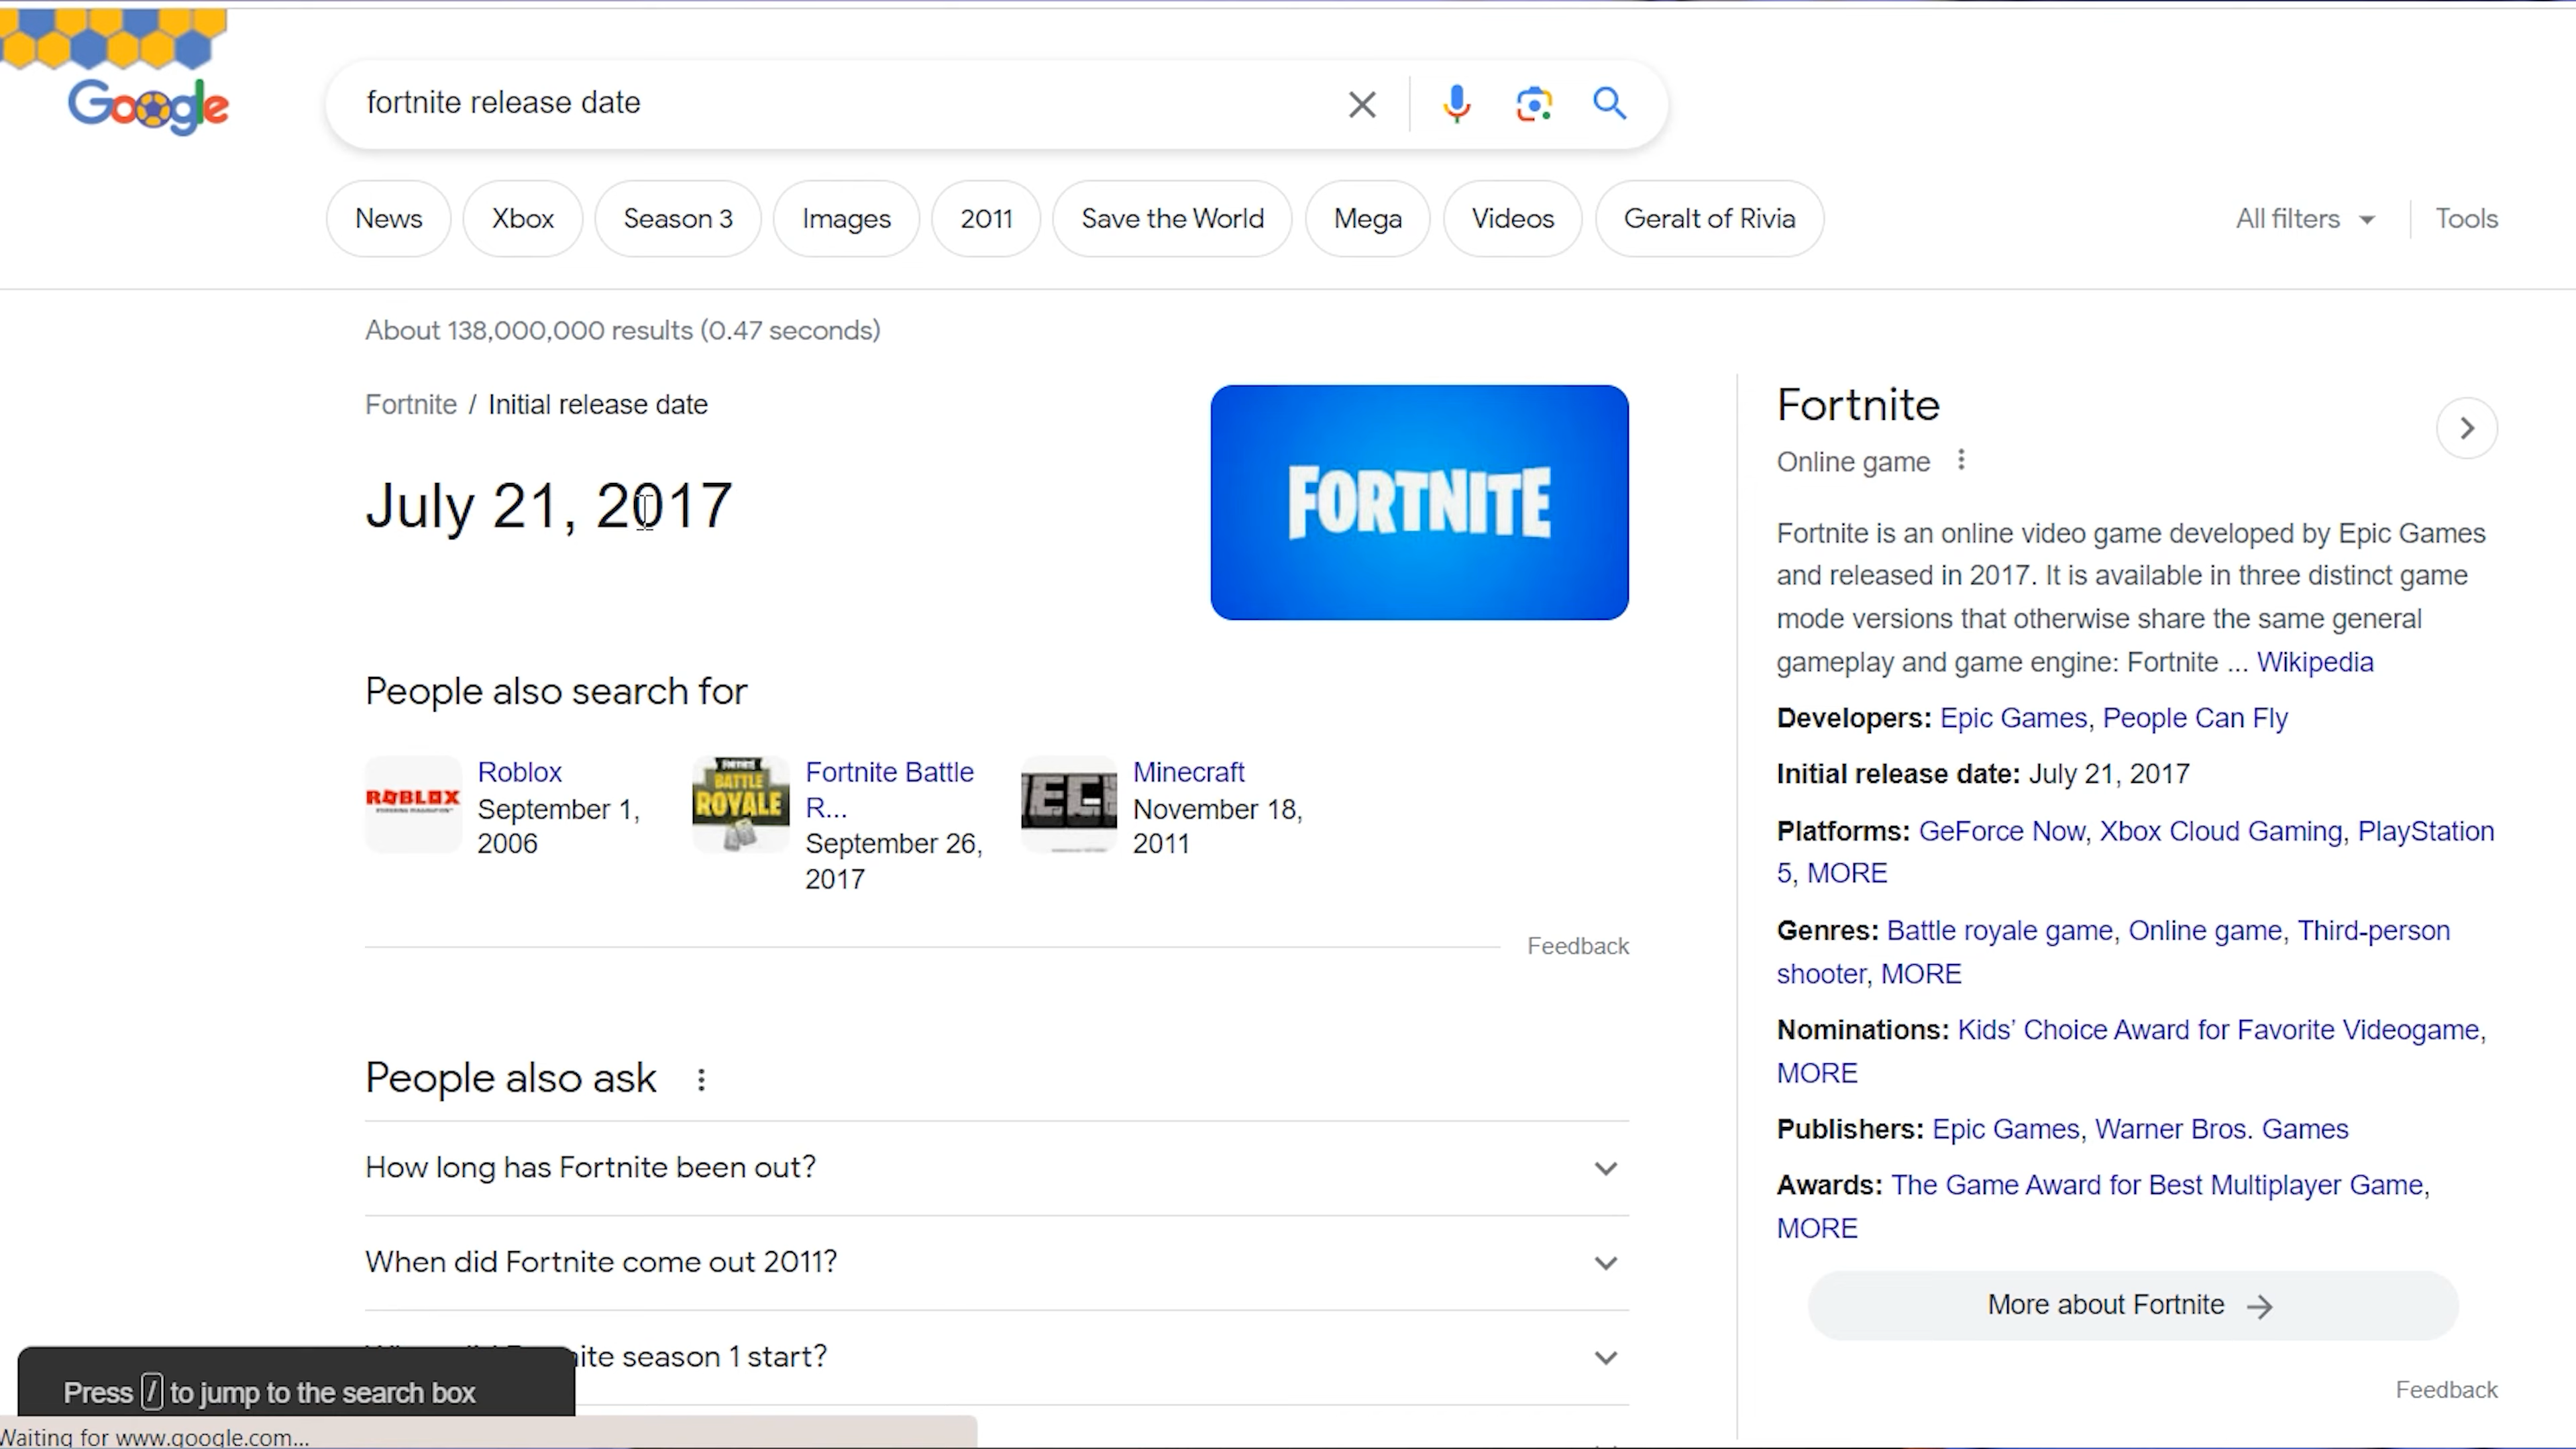 Google
fortnite release date
News
Xbox
Season 3
Images
2011
Save the World
Mega
Videos
Geralt of Rivia
All filters
Tools
About 138,000,000 results (0.47 seconds)
Fortnite / Initial release date
July 21, 2017
FORTNITE
People also search for
ROBLOX
Roblox
September 1,
2006
FORTNITE
BATTLE
ROYALE
Fortnite Battle
R...
September 26,
2017
Minecraft
November 18,
2011
Feedback
People also ask
How long has Fortnite been out?
When did Fortnite come out 2011?
ite season 1 start?
Press / to jump to the search box
Waiting for www.google.com...
Fortnite
Online game
Fortnite is an online video game developed by Epic Games
and released in 2017. It is available in three distinct game
mode versions that otherwise share the same general
gameplay and game engine: Fortnite ... Wikipedia
Developers: Epic Games, People Can Fly
Initial release date: July 21, 2017
Platforms: GeForce Now, Xbox Cloud Gaming, PlayStation
5, MORE
Genres: Battle royale game, Online game, Third-person
shooter, MORE
Nominations: Kids’ Choice Award for Favorite Videogame,
MORE
Publishers: Epic Games, Warner Bros. Games
Awards: The Game Award for Best Multiplayer Game,
MORE
More about Fortnite
Feedback